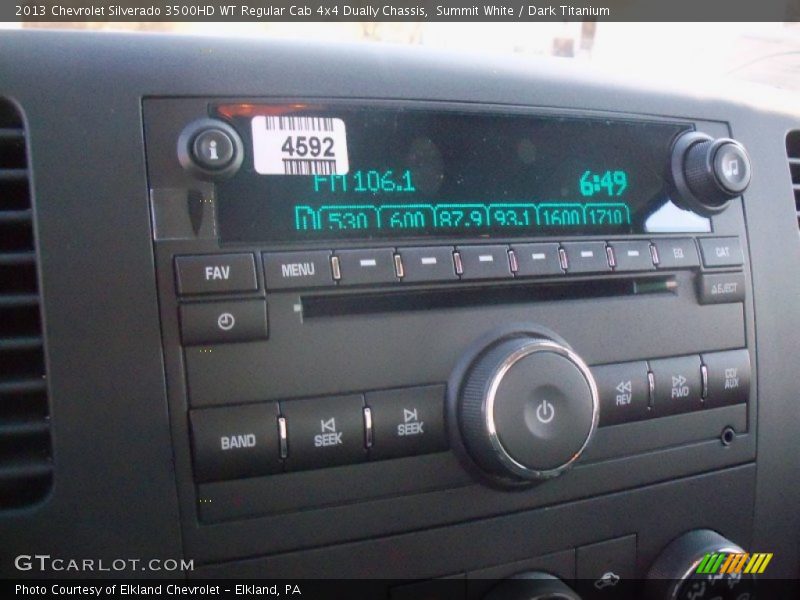 2013 Chevrolet Silverado 3500HD WT Regular Cab 4x4 Dually Chassis, Summit White / Dark Titanium
i
4592
FM 106.1
6:49
530 600 87.9 93.1 1600 1710
FAV
MENU
EQ
CAT
EJECT
REV
FWD
CD/AUX
BAND
SEEK
SEEK
GTCARLOT.COM
Photo Courtesy of Elkland Chevrolet - Elkland, PA